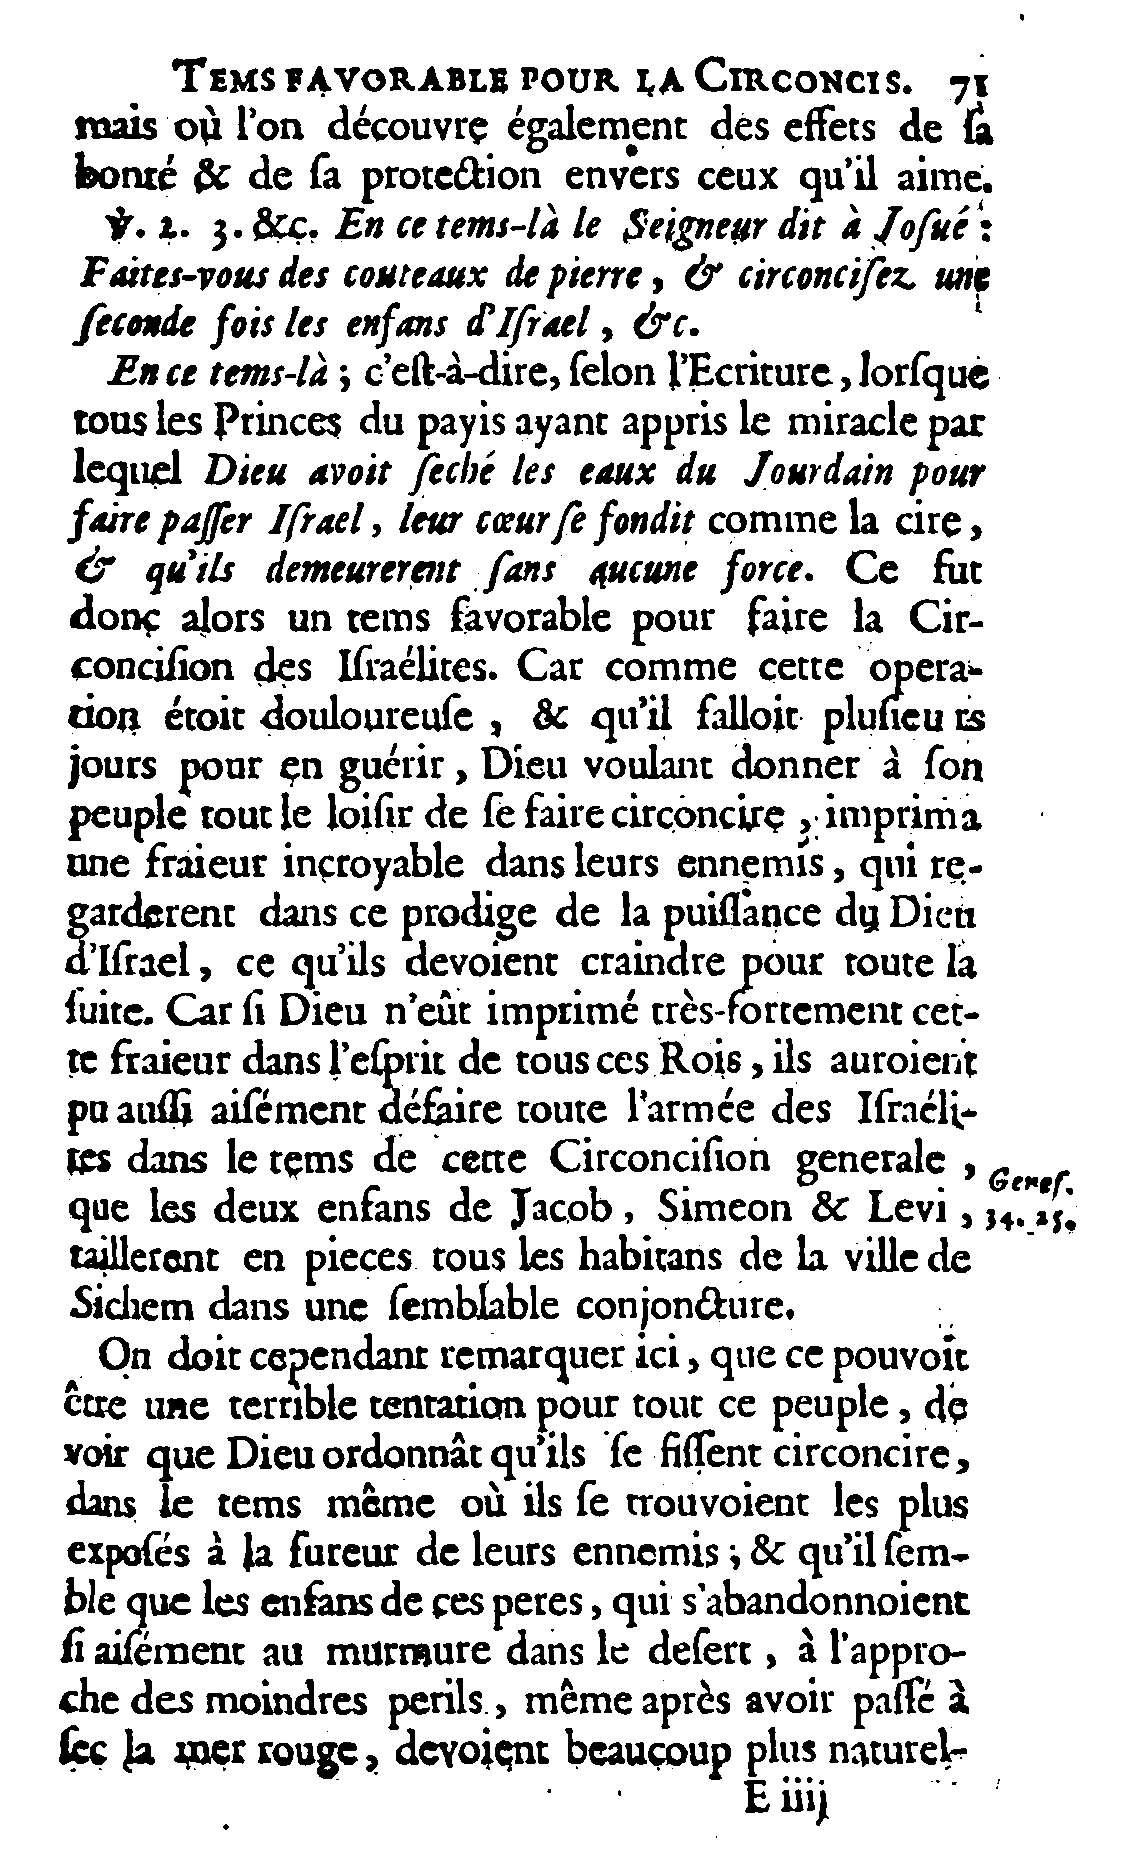 TEMS FAVORABLE POUR LA CIRCONCIS. 71
mais où l'on découvre également des effets de ſa
bonté & de ſa protection envers ceux qu'il aime.
℣. 2. 3. &c. En ce tems-là le Seigneur dit à Joſué :
Faites-vous des couteaux de pierre, & circonciſez une
ſeconde fois les enfans d'Iſrael, &c.
En ce tems-là ; c'eſt-à-dire, ſelon l'Ecriture, lorſque
tous les Princes du payis ayant appris le miracle par
lequel Dieu avoit ſeché les eaux du Jourdain pour
faire paſſer Iſrael, leur cœur ſe fondit comme la cire,
& qu'ils demeurerent ſans aucune force. Ce fut
donc alors un tems favorable pour faire la Cir-
conciſion des Iſraélites. Car comme cette opera-
tion étoit douloureuſe, & qu'il falloit pluſieurs
jours pour en guérir, Dieu voulant donner à ſon
peuple tout le loiſir de ſe faire circoncire, imprima
une fraieur incroyable dans leurs ennemis, qui re-
garderent dans ce prodige de la puiſſance du Dieu
d'Iſrael, ce qu'ils devoient craindre pour toute la
ſuite. Car ſi Dieu n'eût imprimé très-fortement cet-
te fraieur dans l'eſprit de tous ces Rois, ils auroient
pu auſſi aiſément défaire toute l'armée des Iſraéli-
tes dans le tems de cette Circonciſion generale,
que les deux enfans de Jacob, Simeon & Levi,
taillerent en pieces tous les habitans de la ville de
Sichem dans une ſemblable conjoncture.
Geneſ.
34. 25.
On doit cependant remarquer ici, que ce pouvoit
être une terrible tentation pour tout ce peuple, de
voir que Dieu ordonnât qu'ils ſe fiſſent circoncire,
dans le tems même où ils ſe trouvoient les plus
expoſés à la fureur de leurs ennemis ; & qu'il ſem-
ble que les enfans de ces peres, qui s'abandonnoient
ſi aiſément au murmure dans le deſert, à l'appro-
che des moindres perils, même après avoir paſſé à
ſec la mer rouge, devoient beaucoup plus naturel-
E iiij